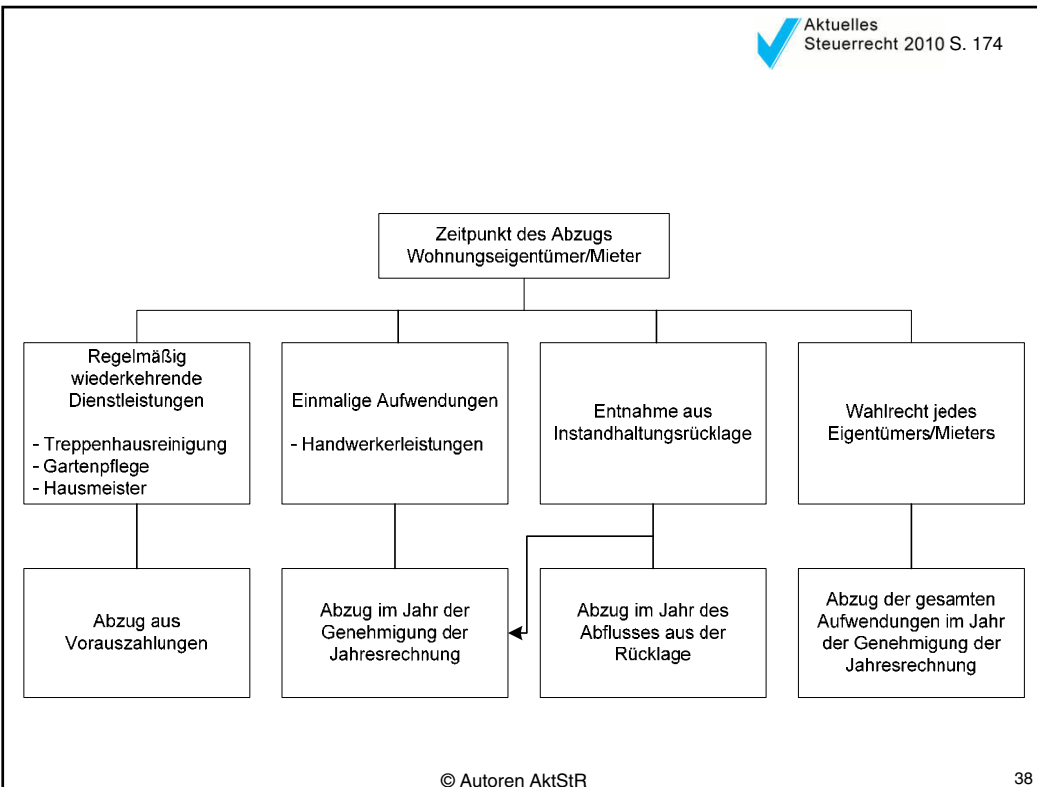 Aktuelles
Steuerrecht 2010 S. 174
Zeitpunkt des Abzugs
Wohnungseigentümer/Mieter
Regelmäßig
wiederkehrende
Dienstleistungen
- Treppenhausreinigung
- Gartenpflege
- Hausmeister
Einmalige Aufwendungen
- Handwerkerleistungen
Entnahme aus
Instandhaltungsrücklage
Wahlrecht jedes
Eigentümers/Mieters
Abzug aus
Vorauszahlungen
Abzug im Jahr der
Genehmigung der
Jahresrechnung
Abzug im Jahr des
Abflusses aus der
Rücklage
Abzug der gesamten
Aufwendungen im Jahr
der Genehmigung der
Jahresrechnung
© Autoren AktStR
38